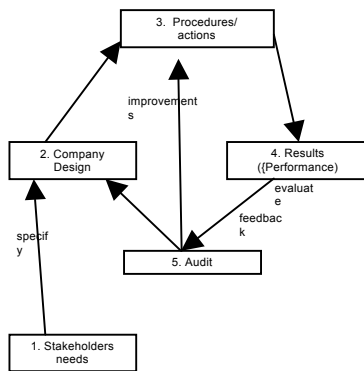 3. Procedures/
actions
improvement
s
2. Company
Design
4. Results
({Performance)
evaluat
e
feedbac
k
specif
y
5. Audit
1. Stakeholders
needs